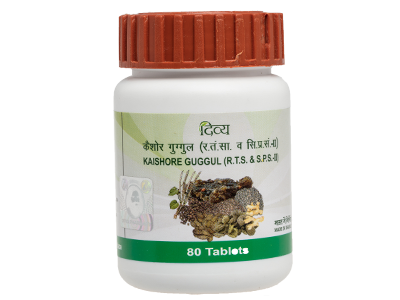 दिव्य
कैशोर गुग्गुल (र.तं.सा. व सि.प्र.सं.-II)
KAISHORE GUGGUL (R.T.S. & S.P.S.-II)
80 Tablets